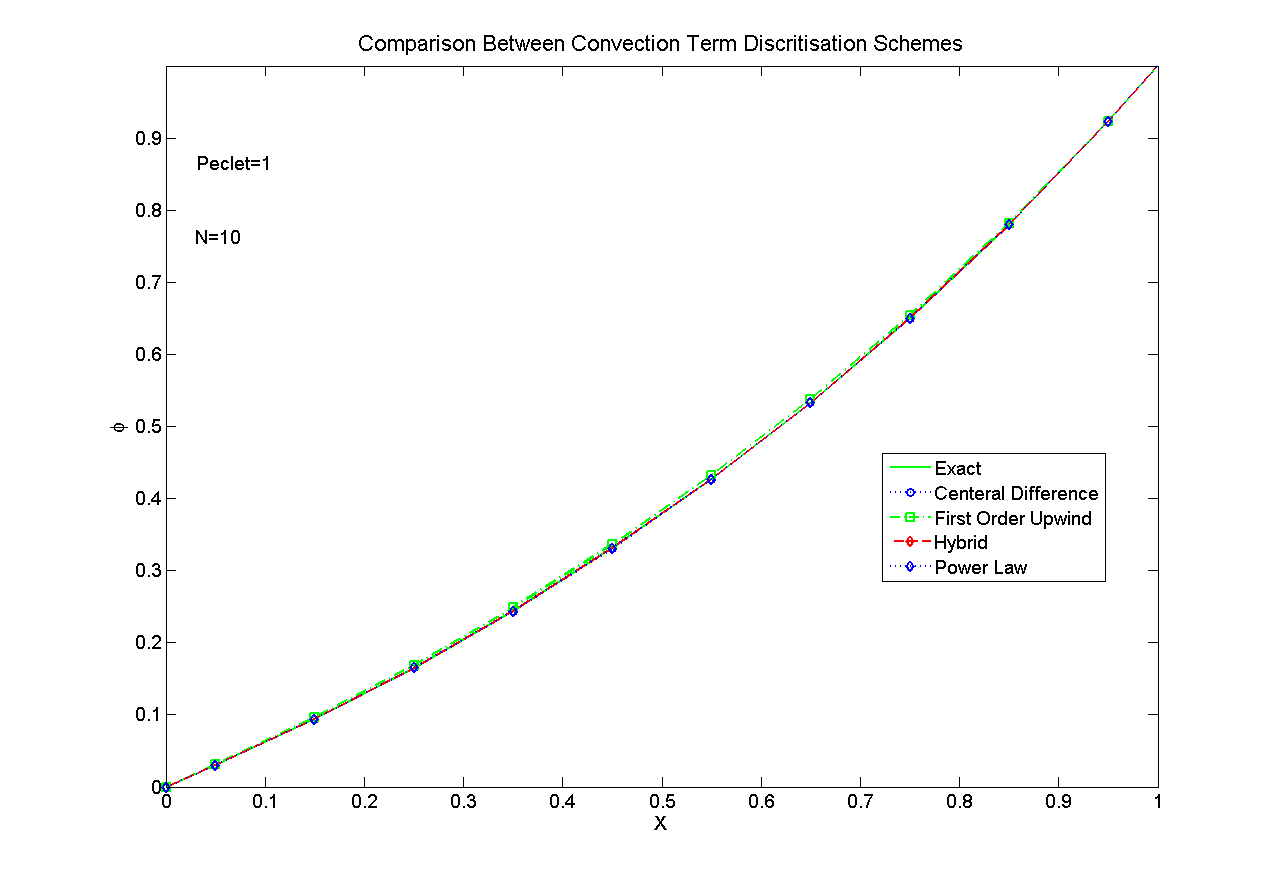 Comparison Between Convection Term Discritisation Schemes
0.9
Peclet=1
0.8
N=10
0.7
0.6
ϕ 0.5
0.4
0.3
0.2
0.1
0
Exact
Centeral Difference
First Order Upwind
Hybrid
Power Law
0 0.1 0.2 0.3 0.4 0.5 0.6 0.7 0.8 0.9 1
X